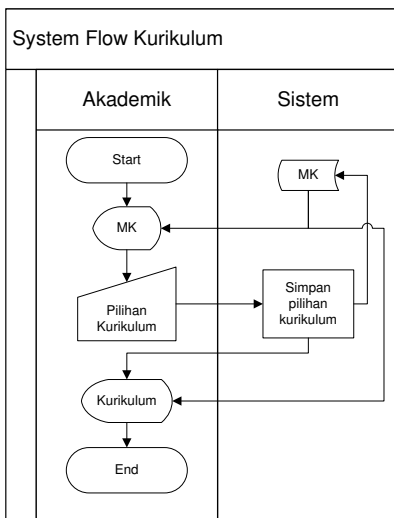 System Flow Kurikulum
Akademik
Sistem
Start
MK
MK
Pilihan
Kurikulum
Simpan
pilihan
kurikulum
Kurikulum
End